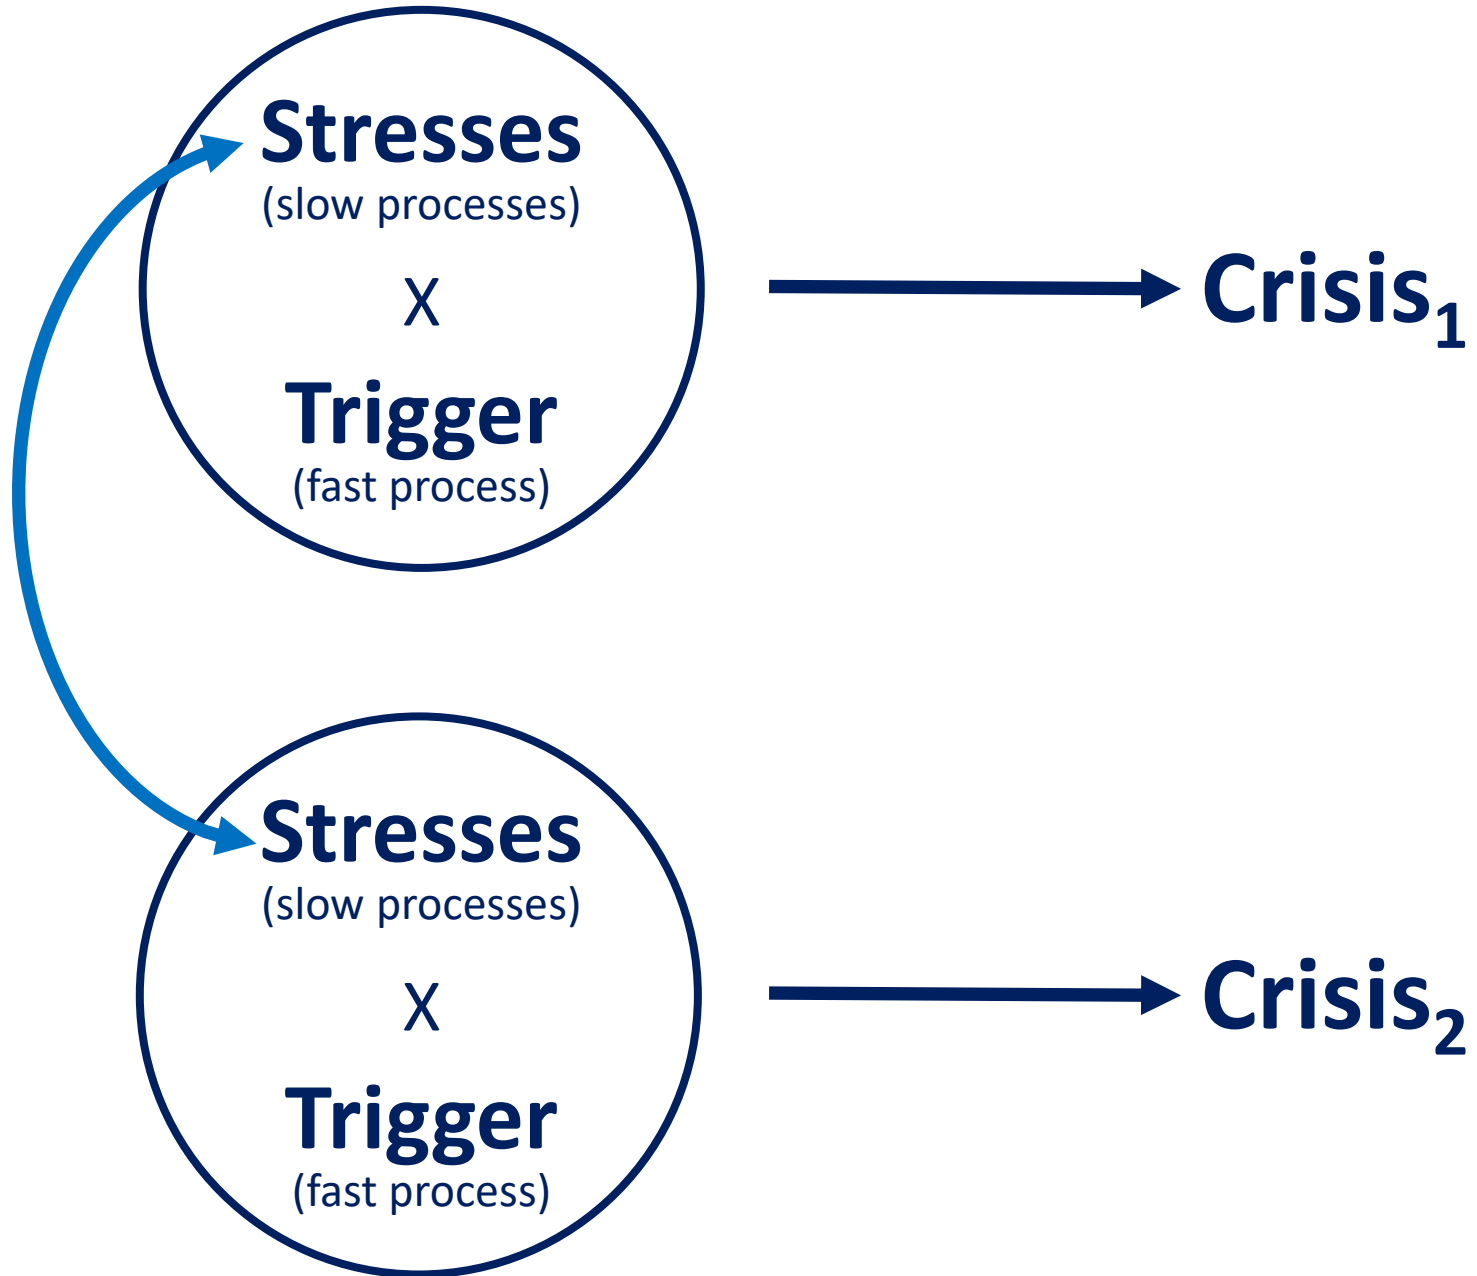 Stresses
(slow processes)
X
Trigger
(fast process)
Crisis₁
Stresses
(slow processes)
X
Trigger
(fast process)
Crisis₂